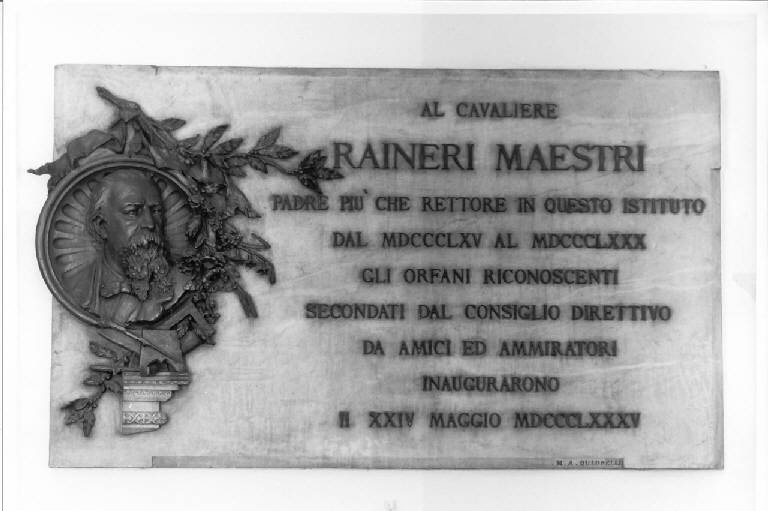 AL CAVALIERE
RAINERI MAESTRI
PADRE PIU' CHE RETTORE IN QUESTO ISTITUTO
DAL MDCCCLXV AL MDCCCLXXX
GLI ORFANI RICONOSCENTI
SECONDATI DAL CONSIGLIO DIRETTIVO
DA AMICI ED AMMIRATORI
INAUGURARONO
IL XXIV MAGGIO MDCCCLXXXV
M. A.